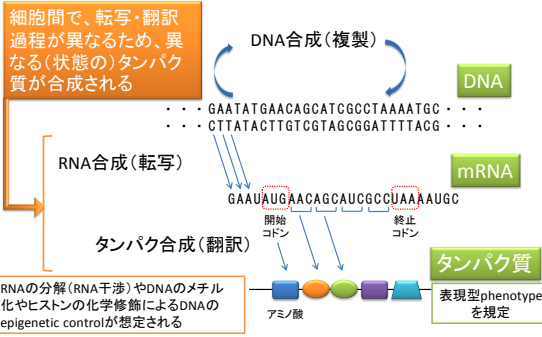 細胞間で、転写・翻訳
過程が異なるため、異
なる(状態の)タンパク
質が合成される
DNA合成(複製)
DNA
・・・GAATATGAACAGCATCGCCTAAAATGC・・・
・・・CTTATACTTGTCGTAGCGGATTTTACG・・・
RNA合成(転写)
mRNA
GAAUAUGAACAGCAUCGCCUAAAAUGC
開始
コドン
終止
コドン
タンパク合成(翻訳)
タンパク質
RNAの分解(RNA干渉)やDNAのメチル
化やヒストンの化学修飾によるDNAの
epigenetic controlが想定される
アミノ酸
表現型phenotype
を規定